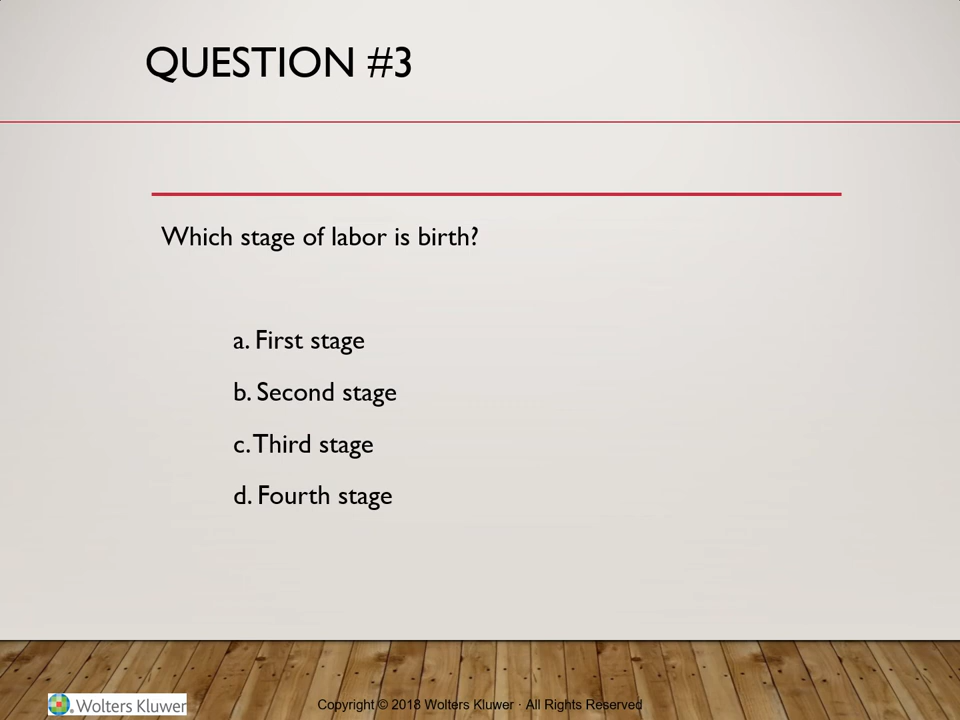 QUESTION #3
Which stage of labor is birth?
a. First stage
b. Second stage
c. Third stage
d. Fourth stage
Wolters Kluwer
Copyright © 2018 Wolters Kluwer · All Rights Reserved